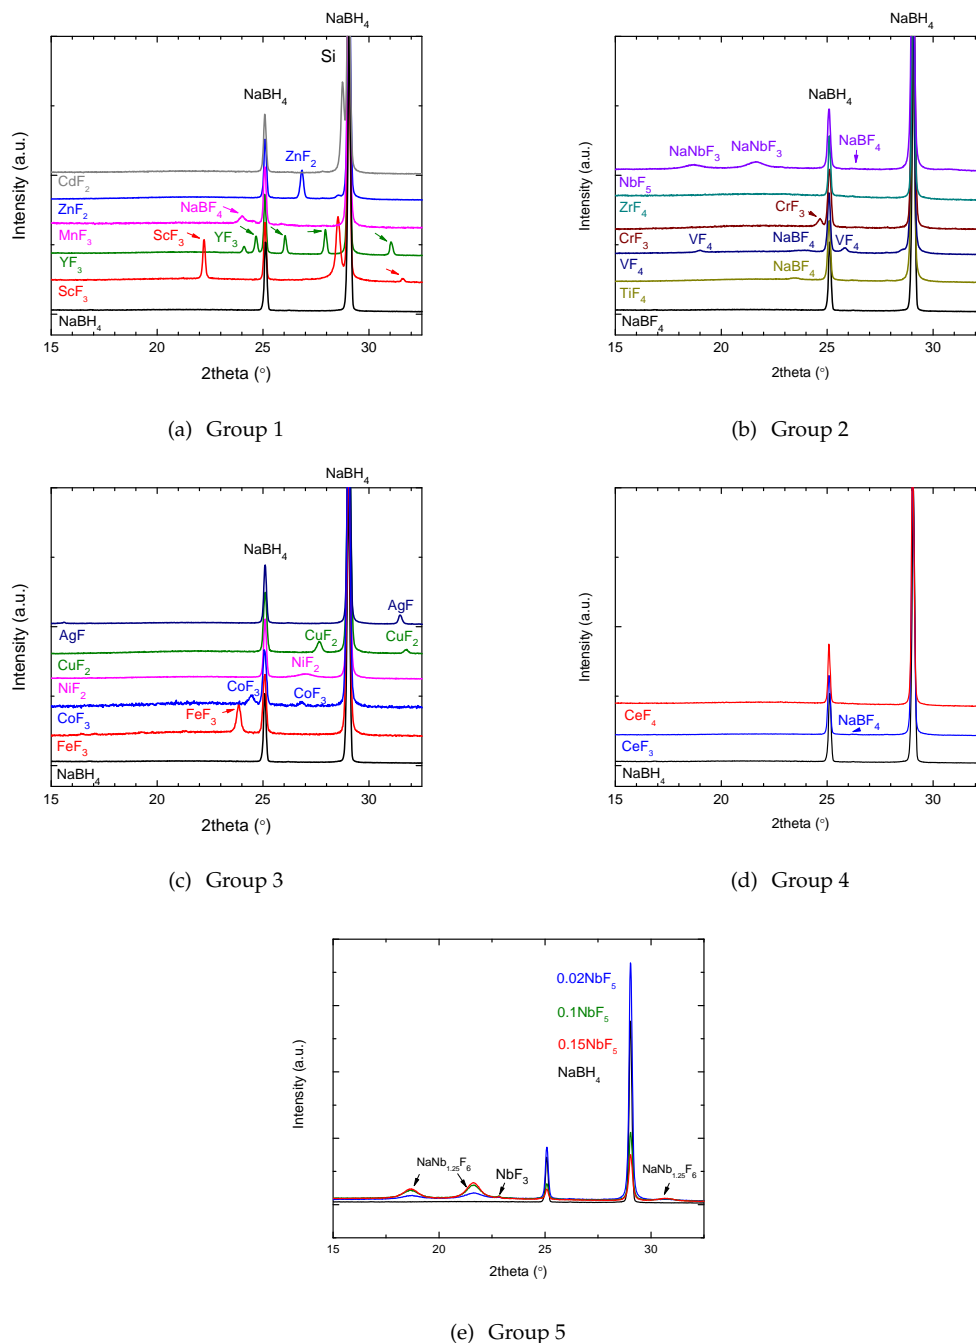 NaBH4
Si
NaBH4
ZnF2
CdF2
ZnF2
NaBF4
MnF3
ScF3
YF3
YF3
ScF3
NaBH4
Intensity (a.u.)
15 20 25 30
2theta (°)
(a) Group 1
NaBH4
NaBH4
NaNbF3
NaNbF3
NaBF4
NbF5
ZrF4
CrF3
CrF3
VF4
NaBF4
VF4
VF4
NaBF4
TiF4
NaBF4
Intensity (a.u.)
15 20 25 30
2theta (°)
(b) Group 2
NaBH4
NaBH4
AgF
AgF
CuF2
CuF2
CuF2
NiF2
NiF2
CoF3
CoF3
CoF3
FeF3
FeF3
NaBH4
Intensity (a.u.)
15 20 25 30
2theta (°)
(c) Group 3
CeF4
NaBF4
CeF3
NaBH4
Intensity (a.u.)
15 20 25 30
2theta (°)
(d) Group 4
0.02NbF5
0.1NbF5
0.15NbF5
NaBH4
NaNb1.25F6
NbF3
NaNb1.25F6
Intensity (a.u.)
15 20 25 30
2theta (°)
(e) Group 5